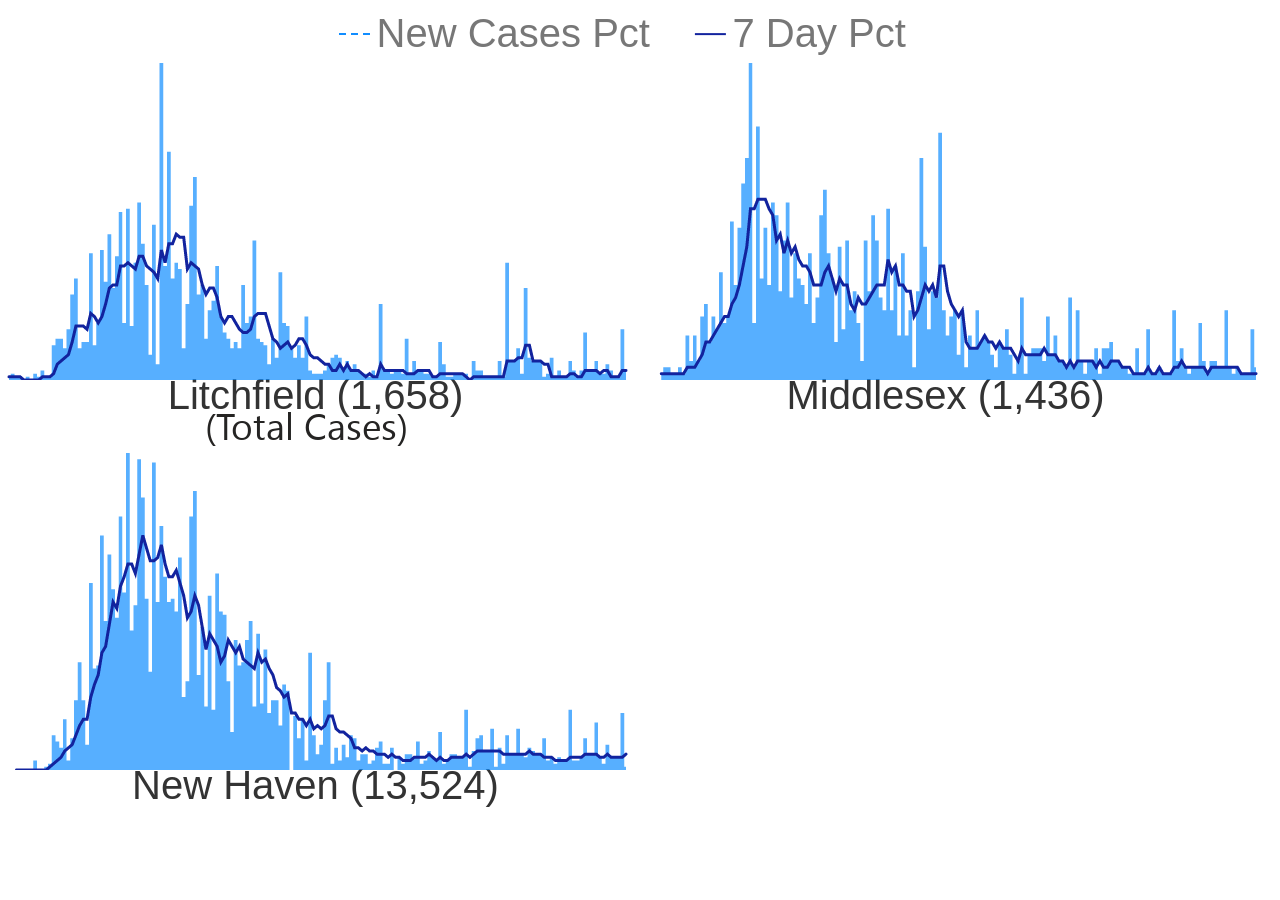 New Cases Pct 7 Day Pct
Litchfield (1,658)
(Total Cases)
Middlesex (1,436)
New Haven (13,524)